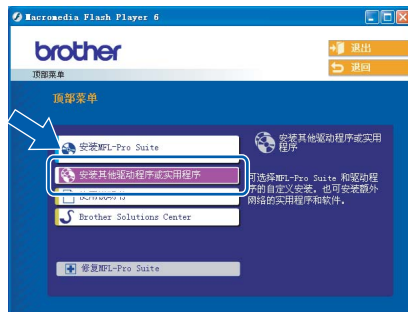 Macromedia Flash Player 6
brother
退出
退回
顶部菜单
顶部菜单
安装MFL-Pro Suite
安装其他驱动程序或实用程序
Brother Solutions Center
修复MFL-Pro Suite
安装其他驱动程序或实用
程序
可选择MFL-Pro Suite 和驱动程
序的自定义安装。也可安装额外
网络的实用程序和软件。